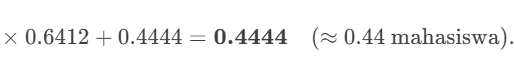 × 0.6412 + 0.4444 = 0.4444 (≈ 0.44 mahasiswa).